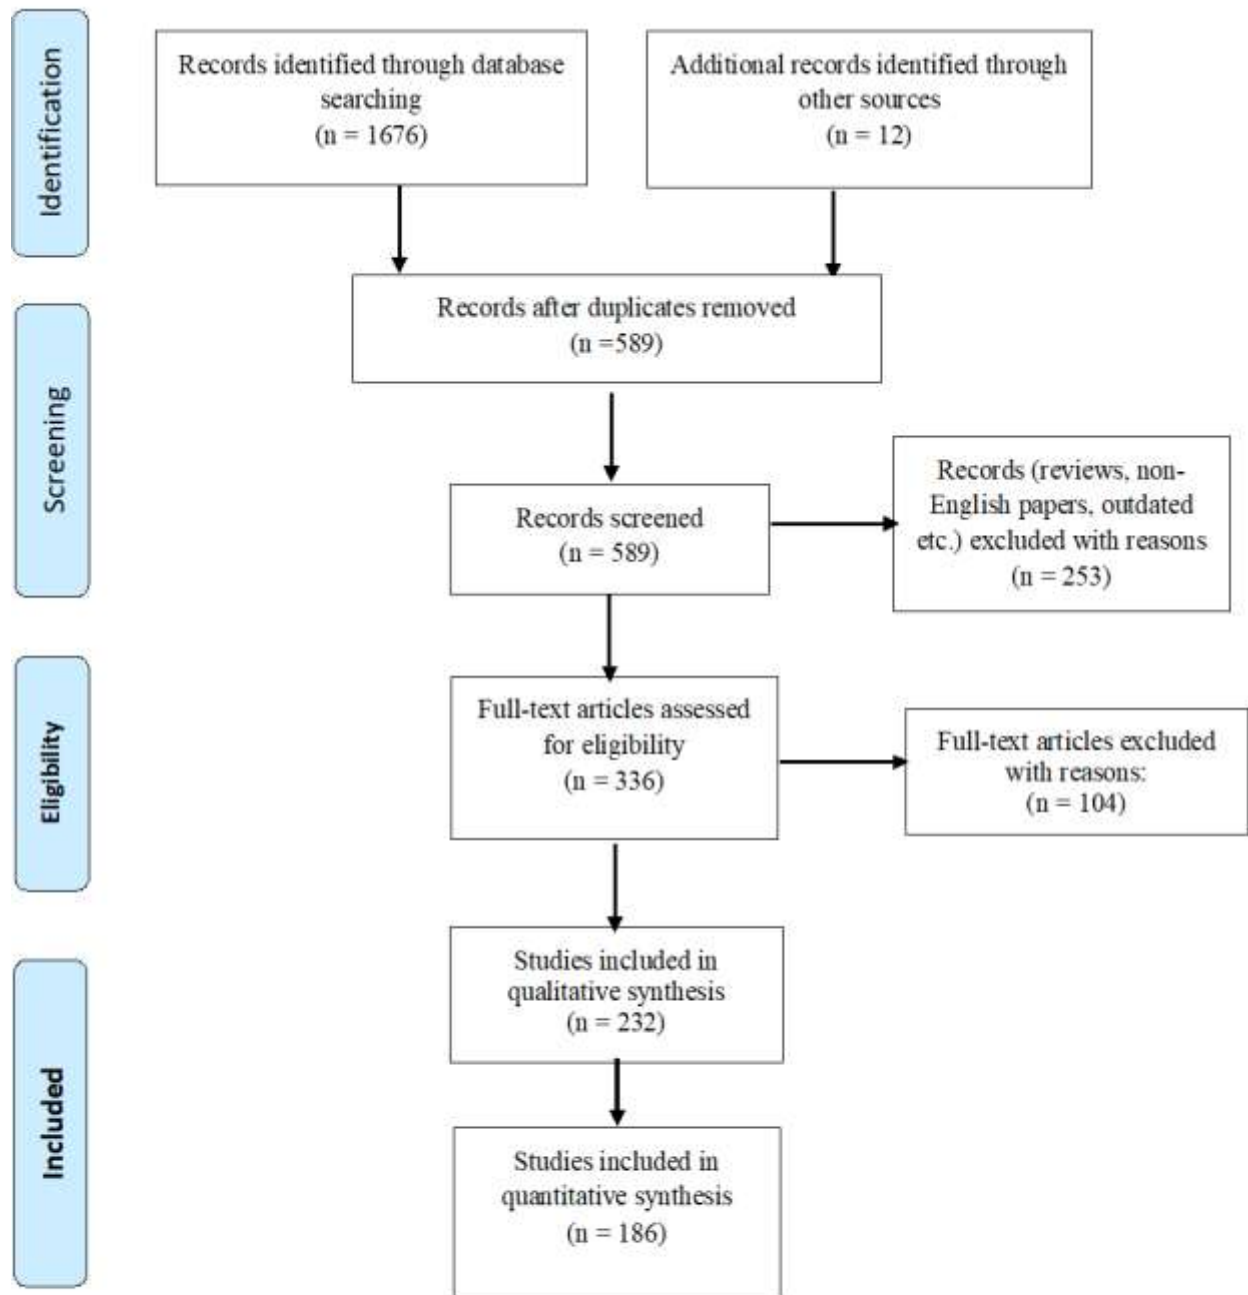 Identification
Records identified through database
searching
(n = 1676)
Additional records identified through
other sources
(n = 12)
Screening
Records after duplicates removed
(n =589)
Records screened
(n = 589)
Records (reviews, non-
English papers, outdated
etc.) excluded with reasons
(n = 253)
Eligibility
Full-text articles assessed
for eligibility
(n = 336)
Full-text articles excluded
with reasons:
(n = 104)
Included
Studies included in
qualitative synthesis
(n = 232)
Studies included in
quantitative synthesis
(n = 186)